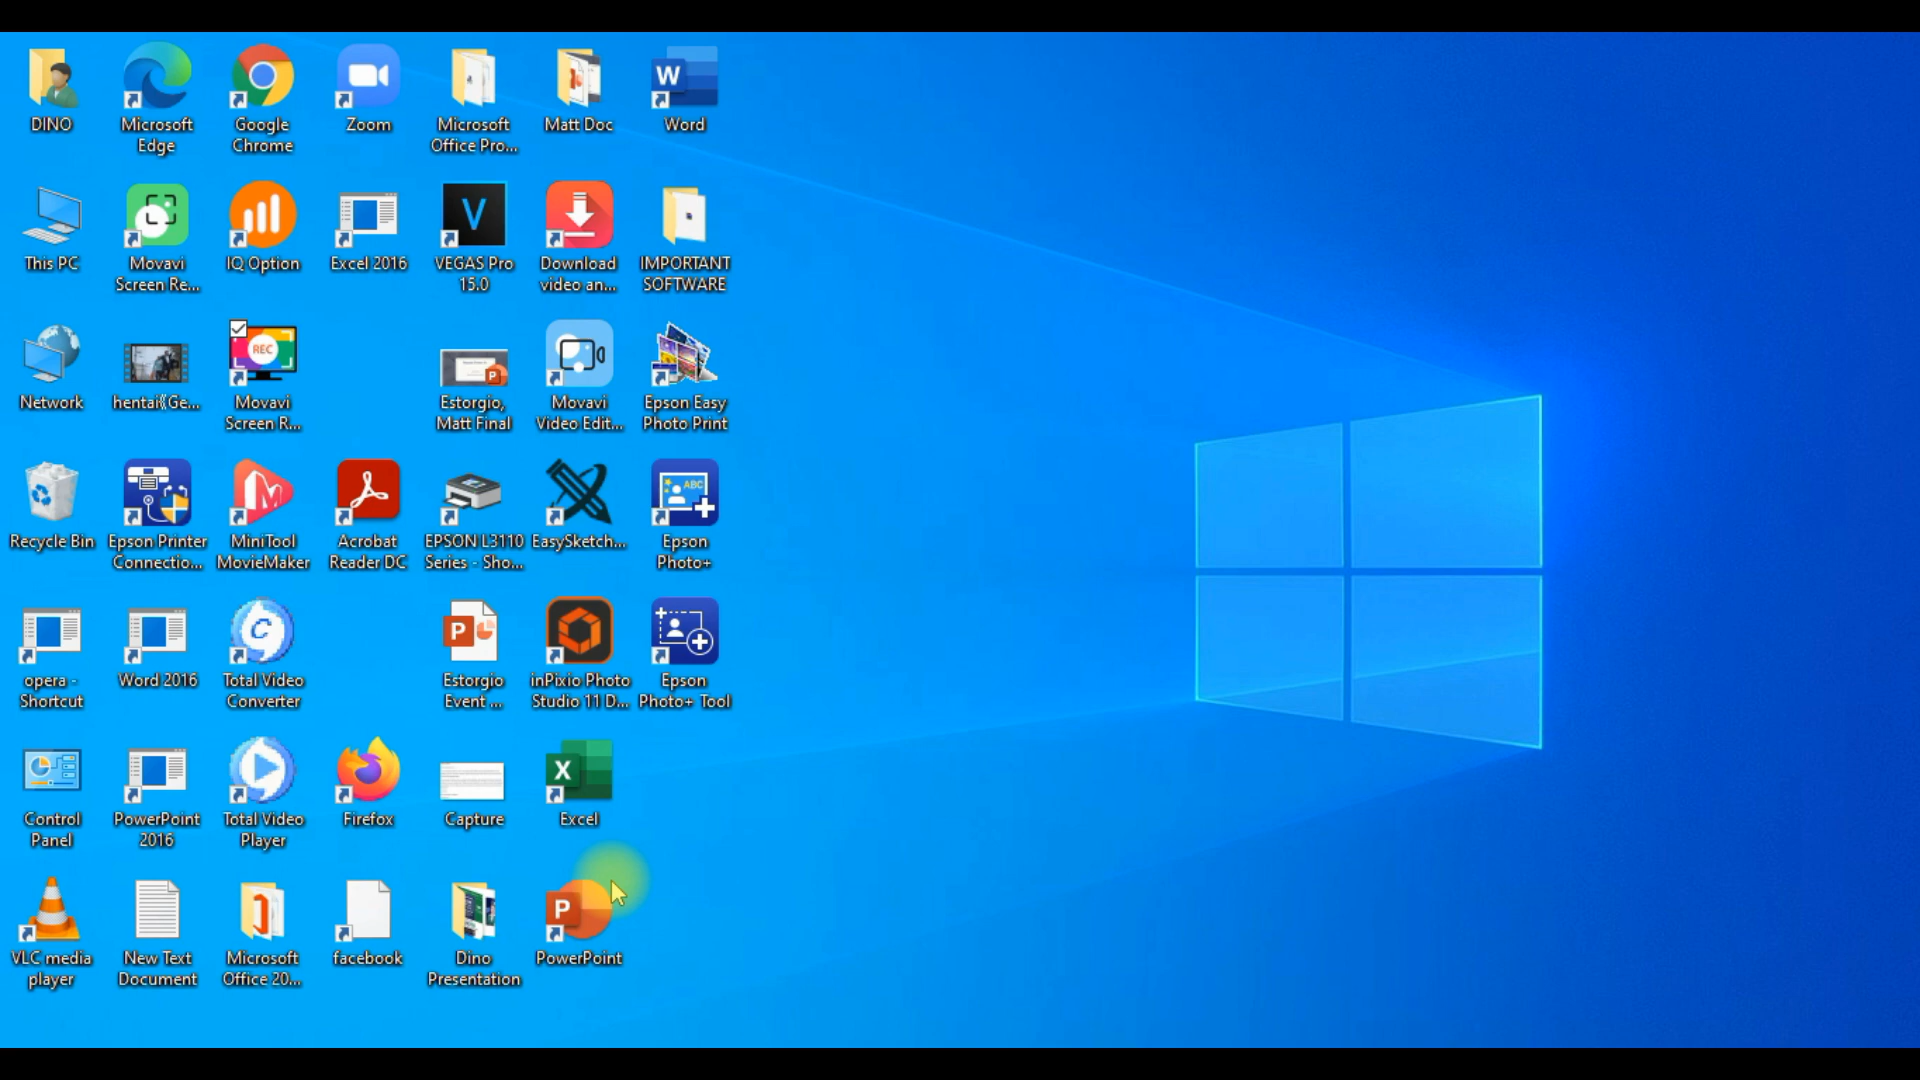 DINO
Microsoft
Edge
Google
Chrome
Zoom
Microsoft
Office Pro...
Matt Doc
Word
This PC
Movavi
Screen Re...
IQ Option
Excel 2016
VEGAS Pro
15.0
Download
video an...
IMPORTANT
SOFTWARE
Network
hentai《Ge...
REC
Movavi
Screen R...
Estorgio,
Matt Final
Movavi
Video Edit...
Epson Easy
Photo Print
Recycle Bin
Epson Printer
Connectio...
MiniTool
MovieMaker
Acrobat
Reader DC
EPSON L3110
Series - Sho...
EasySketch...
ABC
Epson
Photo+
opera -
Shortcut
Word 2016
Total Video
Converter
Estorgio
Event ...
inPixio Photo
Studio 11 D...
Epson
Photo+ Tool
Control
Panel
PowerPoint
2016
Total Video
Player
Firefox
Capture
Excel
VLC media
player
New Text
Document
Microsoft
Office 20...
facebook
Dino
Presentation
PowerPoint